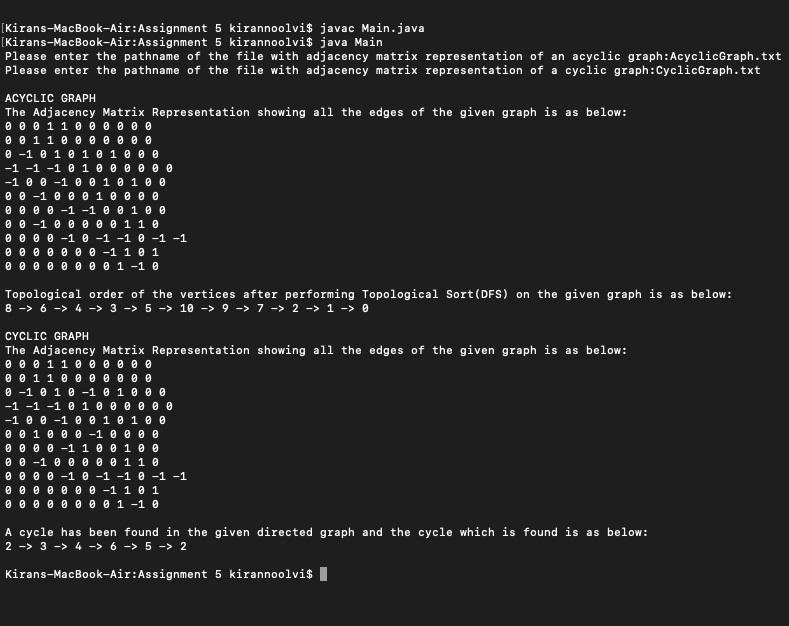 [Kirans-MacBook-Air:Assignment 5 kirannoolvi$ javac Main.java
[Kirans-MacBook-Air:Assignment 5 kirannoolvi$ java Main
Please enter the pathname of the file with adjacency matrix representation of an acyclic graph:AcyclicGraph.txt
Please enter the pathname of the file with adjacency matrix representation of a cyclic graph:CyclicGraph.txt
ACYCLIC GRAPH
The Adjacency Matrix Representation showing all the edges of the given graph is as below:
0 0 0 1 1 0 0 0 0 0 0
0 0 1 1 0 0 0 0 0 0 0
0 -1 0 1 0 1 0 1 0 0 0
-1 -1 -1 0 1 0 0 0 0 0 0
-1 0 0 -1 0 0 1 0 1 0 0
0 0 -1 0 0 0 1 0 0 0 0
0 0 0 0 -1 -1 0 0 1 0 0
0 0 -1 0 0 0 0 0 1 1 0
0 0 0 0 -1 0 -1 -1 0 -1 -1
0 0 0 0 0 0 0 -1 1 0 1
0 0 0 0 0 0 0 0 1 -1 0
Topological order of the vertices after performing Topological Sort(DFS) on the given graph is as below:
8 -> 6 -> 4 -> 3 -> 5 -> 10 -> 9 -> 7 -> 2 -> 1 -> 0
CYCLIC GRAPH
The Adjacency Matrix Representation showing all the edges of the given graph is as below:
0 0 0 1 1 0 0 0 0 0 0
0 0 1 1 0 0 0 0 0 0 0
0 -1 0 1 0 -1 0 1 0 0 0
-1 -1 -1 0 1 0 0 0 0 0 0
-1 0 0 -1 0 0 1 0 1 0 0
0 0 1 0 0 0 -1 0 0 0 0
0 0 0 0 -1 1 0 0 1 0 0
0 0 -1 0 0 0 0 0 1 1 0
0 0 0 0 -1 0 -1 -1 0 -1 -1
0 0 0 0 0 0 0 -1 1 0 1
0 0 0 0 0 0 0 0 1 -1 0
A cycle has been found in the given directed graph and the cycle which is found is as below:
2 -> 3 -> 4 -> 6 -> 5 -> 2
Kirans-MacBook-Air:Assignment 5 kirannoolvi$